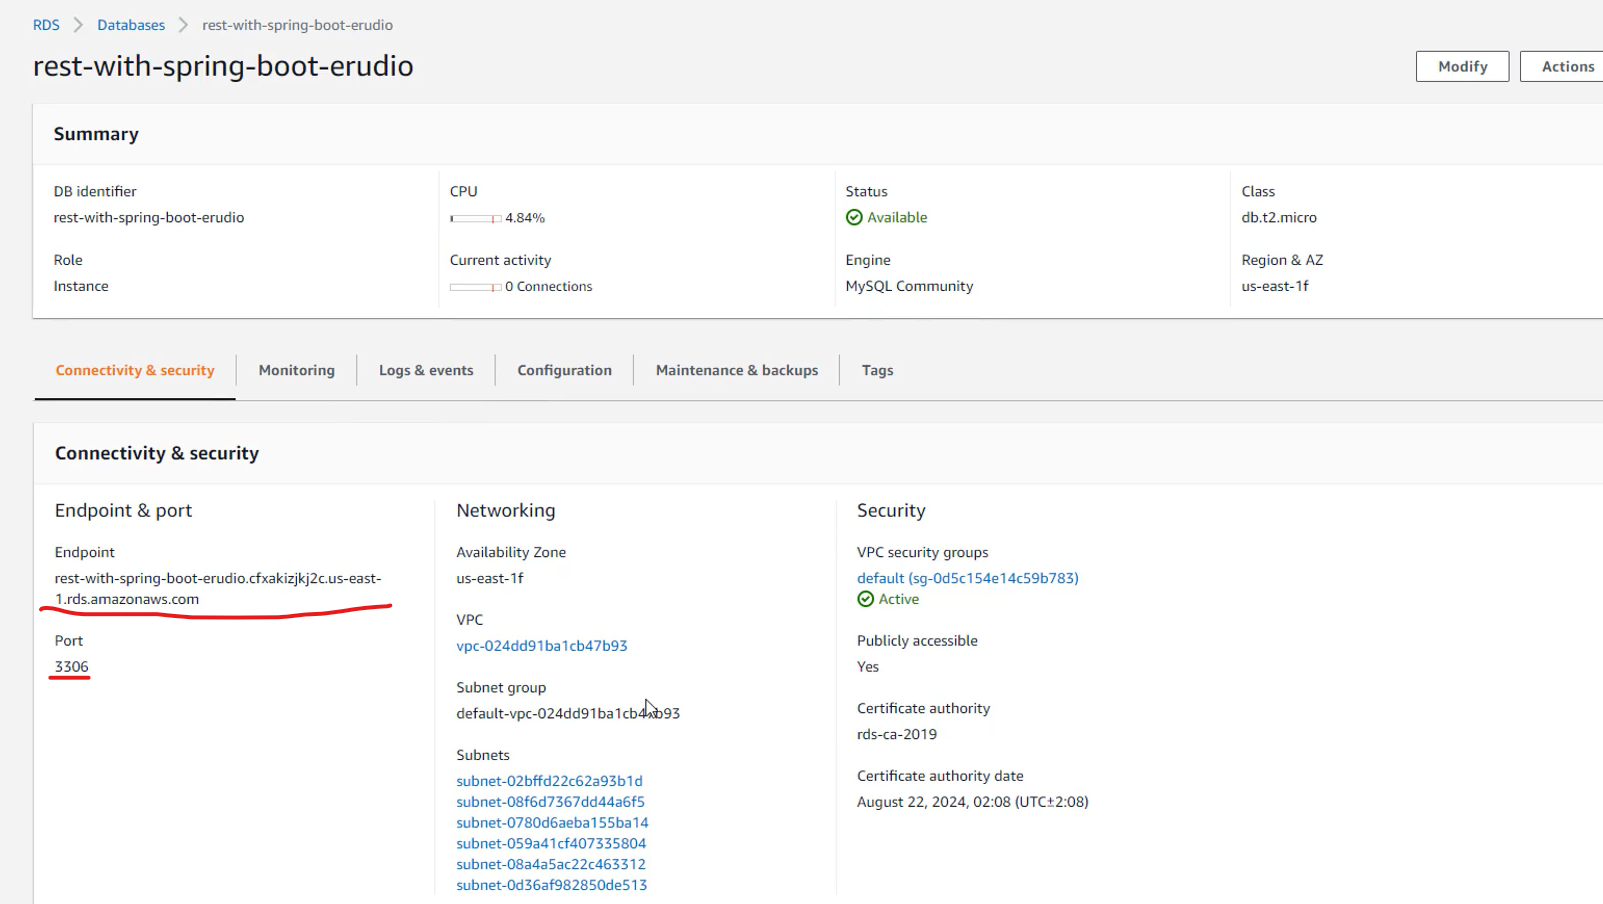 RDS > Databases > rest-with-spring-boot-erudio
rest-with-spring-boot-erudio
Modify
Actions
Summary
DB identifier
rest-with-spring-boot-erudio
CPU
4.84%
Status
Available
Class
db.t2.micro
Role
Instance
Current activity
0 Connections
Engine
MySQL Community
Region & AZ
us-east-1f
Connectivity & security
Monitoring
Logs & events
Configuration
Maintenance & backups
Tags
Connectivity & security
Endpoint & port
Endpoint
rest-with-spring-boot-erudio.cfxakizjkj2c.us-east-
1.rds.amazonaws.com
Port
3306
Networking
Availability Zone
us-east-1f
VPC
vpc-024dd91ba1cb47b93
Subnet group
default-vpc-024dd91ba1cb47b93
Subnets
subnet-02bffd22c62a93b1d
subnet-08f6d7367dd44a6f5
subnet-0780d6aeba155ba14
subnet-059a41cf407335804
subnet-08a4a5ac22c463312
subnet-0d36af982850de513
Security
VPC security groups
default (sg-0d5c154e14c59b783)
Active
Publicly accessible
Yes
Certificate authority
rds-ca-2019
Certificate authority date
August 22, 2024, 02:08 (UTC±2:08)